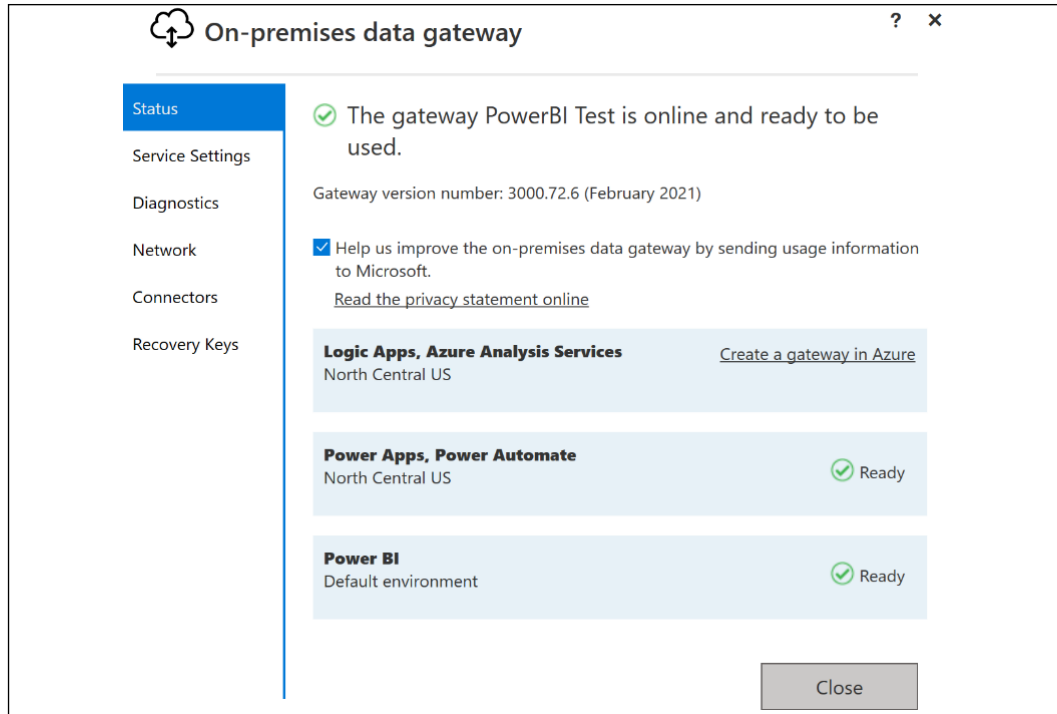 On-premises data gateway
? ×
Status
Service Settings
Diagnostics
Network
Connectors
Recovery Keys
The gateway PowerBI Test is online and ready to be
used.
Gateway version number: 3000.72.6 (February 2021)
Help us improve the on-premises data gateway by sending usage information
to Microsoft.
Read the privacy statement online
Logic Apps, Azure Analysis Services
North Central US
Create a gateway in Azure
Power Apps, Power Automate
North Central US
Ready
Power BI
Default environment
Ready
Close